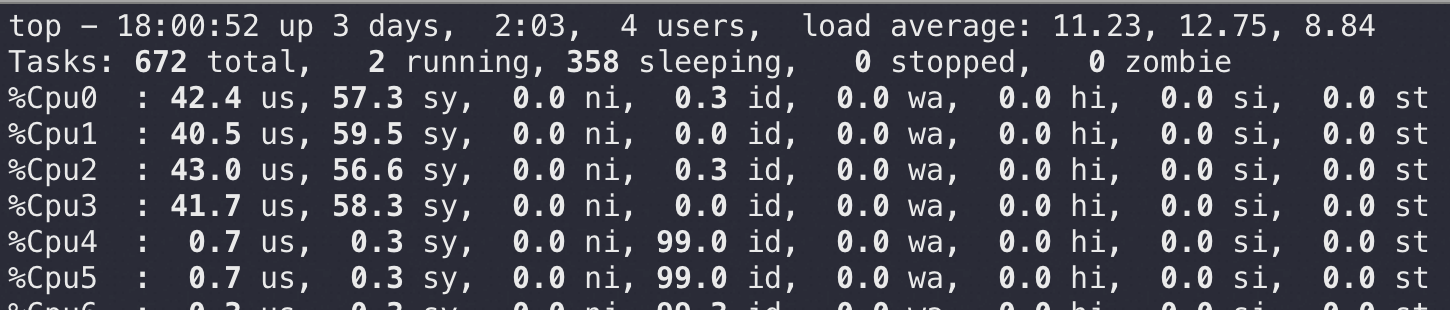 top – 18:00:52 up 3 days,  2:03,  4 users,  load average: 11.23, 12.75, 8.84
Tasks: 672 total,   2 running, 358 sleeping,   0 stopped,   0 zombie
%Cpu0  : 42.4 us, 57.3 sy,  0.0 ni,  0.3 id,  0.0 wa,  0.0 hi,  0.0 si,  0.0 st
%Cpu1  : 40.5 us, 59.5 sy,  0.0 ni,  0.0 id,  0.0 wa,  0.0 hi,  0.0 si,  0.0 st
%Cpu2  : 43.0 us, 56.6 sy,  0.0 ni,  0.3 id,  0.0 wa,  0.0 hi,  0.0 si,  0.0 st
%Cpu3  : 41.7 us, 58.3 sy,  0.0 ni,  0.0 id,  0.0 wa,  0.0 hi,  0.0 si,  0.0 st
%Cpu4  :  0.7 us,  0.3 sy,  0.0 ni, 99.0 id,  0.0 wa,  0.0 hi,  0.0 si,  0.0 st
%Cpu5  :  0.7 us,  0.3 sy,  0.0 ni, 99.0 id,  0.0 wa,  0.0 hi,  0.0 si,  0.0 st